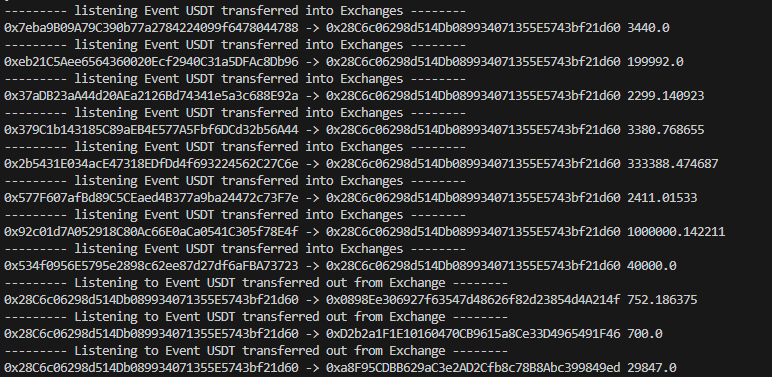 --------- listening Event USDT transferred into Exchanges --------
0x7eba9B09A79C390b77a2784224099f6478044788 -> 0x28C6c06298d514Db089934071355E5743bf21d60 3440.0
--------- listening Event USDT transferred into Exchanges --------
0xeb21C5Aee6564360020Ecf2940C31a5DFAc8Db96 -> 0x28C6c06298d514Db089934071355E5743bf21d60 199992.0
--------- listening Event USDT transferred into Exchanges --------
0x37aDB23aA44d20AEa2126Bd74341e5a3c688E92a -> 0x28C6c06298d514Db089934071355E5743bf21d60 2299.140923
--------- listening Event USDT transferred into Exchanges --------
0x379C1b143185C89aEB4E577A5Fbf6DCd32b56A44 -> 0x28C6c06298d514Db089934071355E5743bf21d60 3380.768655
--------- listening Event USDT transferred into Exchanges --------
0x2b5431E034acE47318EDfDd4f693224562C27C6e -> 0x28C6c06298d514Db089934071355E5743bf21d60 333388.474687
--------- listening Event USDT transferred into Exchanges --------
0x577F607afBd89C5CEaed4B377a9ba24472c73F7e -> 0x28C6c06298d514Db089934071355E5743bf21d60 2411.01533
--------- listening Event USDT transferred into Exchanges --------
0x92c01d7A052918C80Ac66E0aCa0541C305f78E4f -> 0x28C6c06298d514Db089934071355E5743bf21d60 1000000.142211
--------- listening Event USDT transferred into Exchanges --------
0x534f0956E5795e2898c62ee87d27df6aFBA73723 -> 0x28C6c06298d514Db089934071355E5743bf21d60 40000.0
--------- Listening to Event USDT transferred out from Exchange --------
0x28C6c06298d514Db089934071355E5743bf21d60 -> 0x0898Ee306927f63547d48626f82d23854d4A214f 752.186375
--------- Listening to Event USDT transferred out from Exchange --------
0x28C6c06298d514Db089934071355E5743bf21d60 -> 0xD2b2a1F1E10160470CB9615a8Ce33D4965491F46 700.0
--------- Listening to Event USDT transferred out from Exchange --------
0x28C6c06298d514Db089934071355E5743bf21d60 -> 0xa8F95CDBB629aC3e2AD2Cfb8c78B8Abc399849ed 29847.0